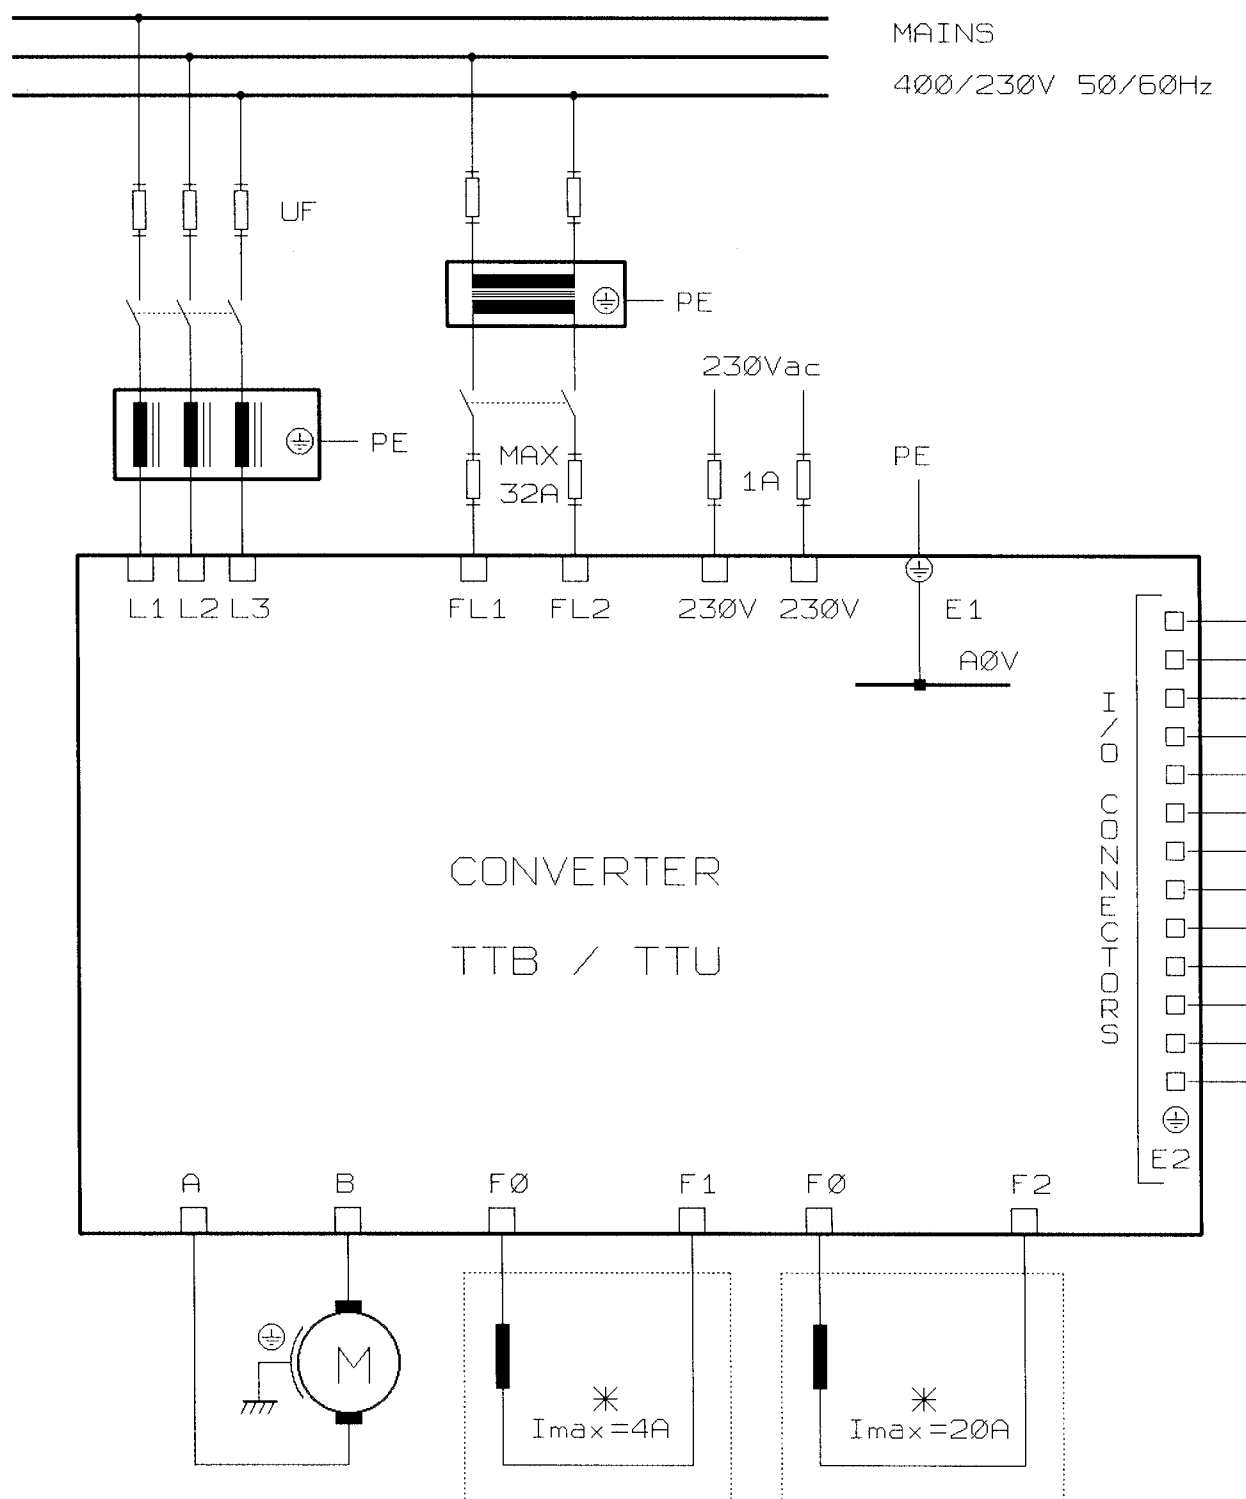 MAINS
400/230V 50/60Hz
UF
PE
230Vac
PE
MAX
32A
1A
PE
L1 L2 L3 FL1 FL2 230V 230V E1
A0V
I/O CONNECTORS
CONVERTER
TTB / TTU
E2
A B F0 F1 F0 F2
M
Imax=4A
Imax=20A